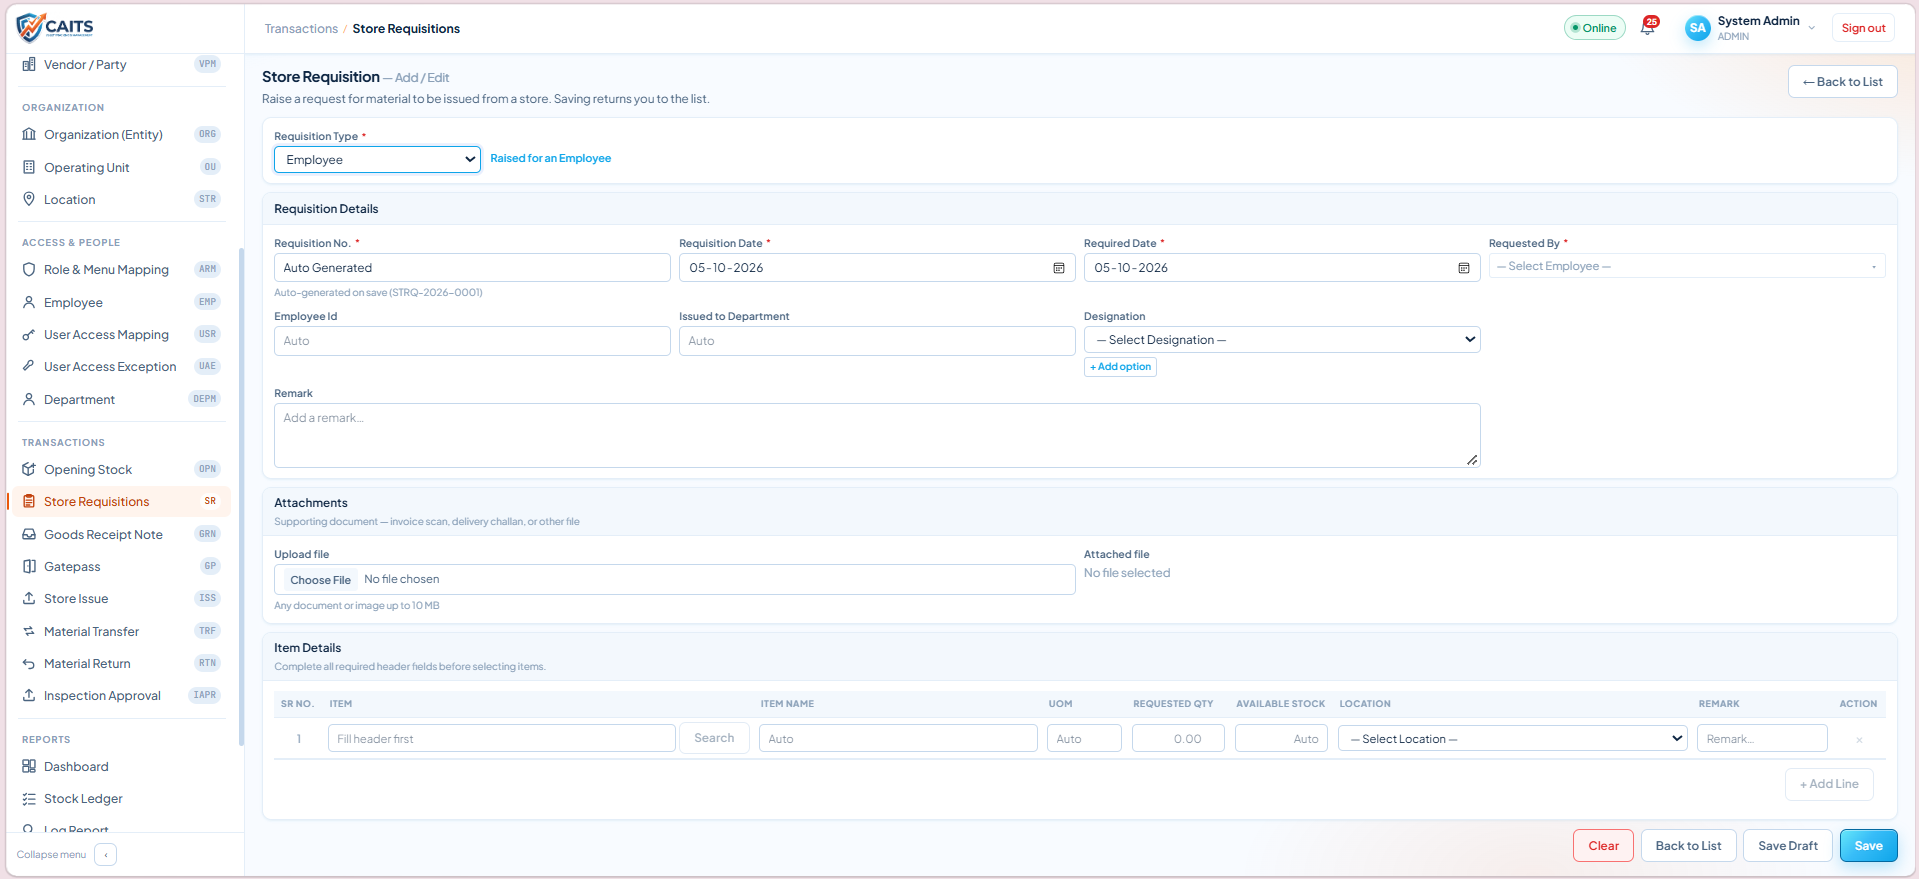 CAITS
Transactions / Store Requisitions
Online
25
SA
System Admin
ADMIN
Sign out
Vendor / Party VPM
ORGANIZATION
Organization (Entity) ORG
Operating Unit OU
Location STR
ACCESS & PEOPLE
Role & Menu Mapping ARM
Employee EMP
User Access Mapping USR
User Access Exception UAE
Department DEPM
TRANSACTIONS
Opening Stock OPN
Store Requisitions SR
Goods Receipt Note GRN
Gatepass GP
Store Issue ISS
Material Transfer TRF
Material Return RTN
Inspection Approval IAPR
REPORTS
Dashboard
Stock Ledger
Log Report
Collapse menu ‹
Store Requisition — Add / Edit
Raise a request for material to be issued from a store. Saving returns you to the list.
← Back to List
Requisition Type *
Employee
Raised for an Employee
Requisition Details
Requisition No. * Requisition Date * Required Date * Requested By *
Auto Generated 05-10-2026 05-10-2026 — Select Employee —
Auto-generated on save (STRQ-2026-0001)
Employee Id Issued to Department Designation
Auto Auto — Select Designation —
+ Add option
Remark
Add a remark...
Attachments
Supporting document — invoice scan, delivery challan, or other file
Upload file Attached file
Choose File No file chosen No file selected
Any document or image up to 10 MB
Item Details
Complete all required header fields before selecting items.
SR NO. ITEM ITEM NAME UOM REQUESTED QTY AVAILABLE STOCK LOCATION REMARK ACTION
1 Fill header first Search Auto Auto 0.00 Auto — Select Location — Remark... ×
+ Add Line
Clear Back to List Save Draft Save